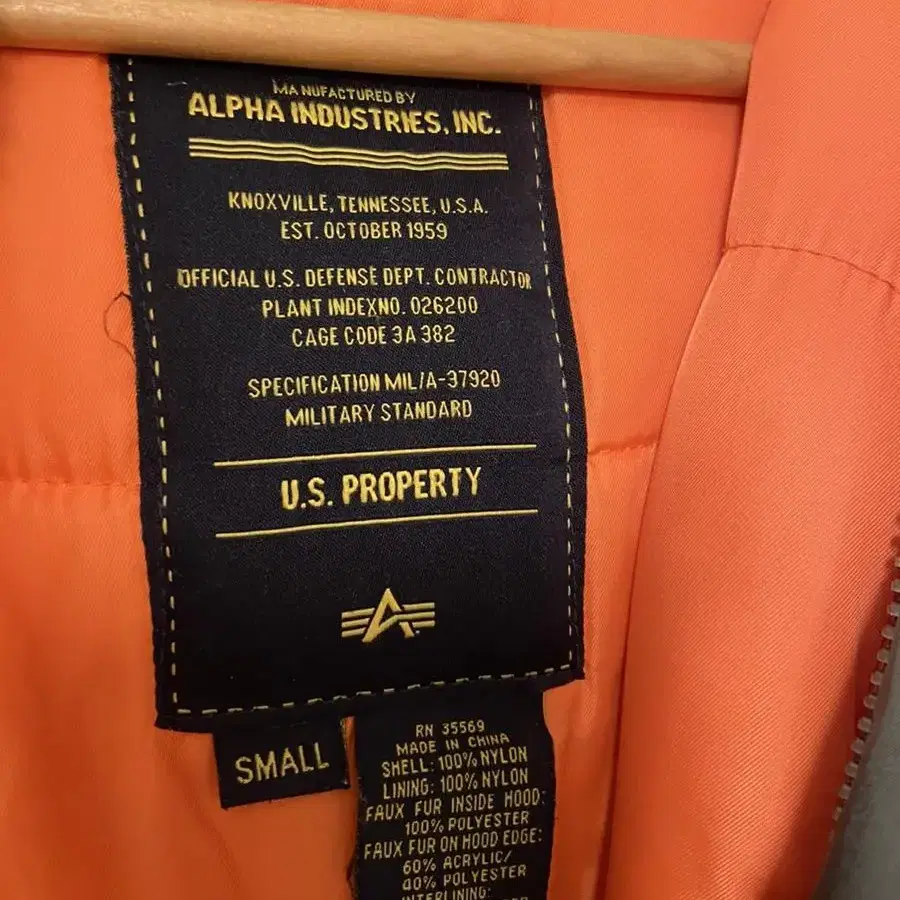 MANUFACTURED BY
ALPHA INDUSTRIES, INC.
KNOXVILLE, TENNESSEE, U.S.A.
EST. OCTOBER 1959
OFFICIAL U.S. DEFENSE DEPT. CONTRACTOR
PLANT INDEXNO. 026200
CAGE CODE 3A 382
SPECIFICATION MIL/A-37920
MILITARY STANDARD
U.S. PROPERTY
SMALL
RN 35569
MADE IN CHINA
SHELL: 100% NYLON
LINING: 100% NYLON
FAUX FUR INSIDE HOOD:
100% POLYESTER
FAUX FUR ON HOOD EDGE:
60% ACRYLIC/
40% POLYESTER
INTERLINING: